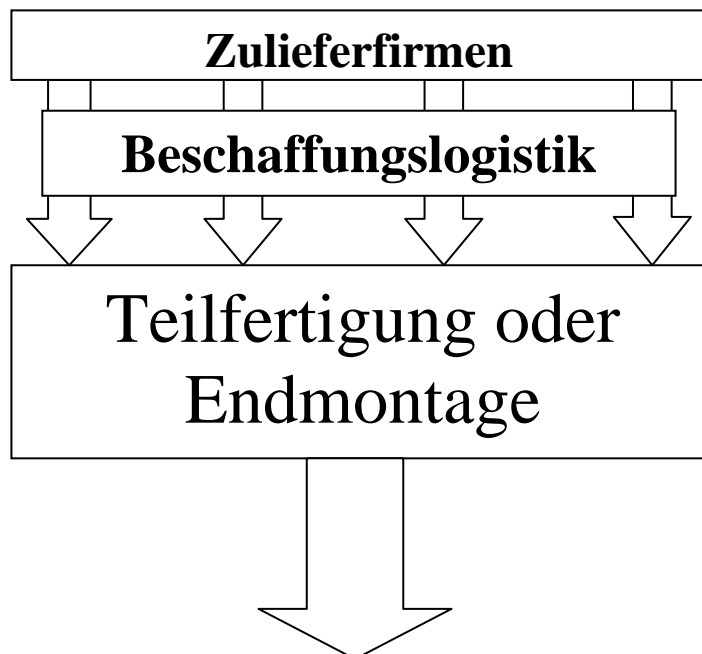 Zulieferfirmen
Beschaffungslogistik
Teilfertigung oder
Endmontage